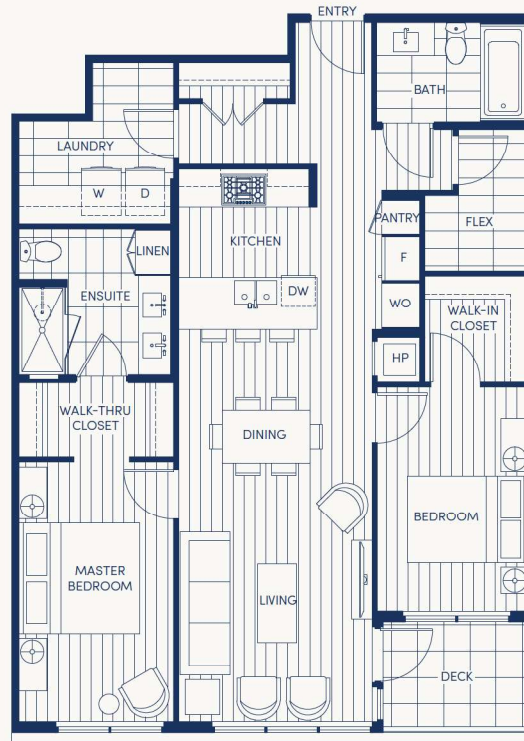 ENTRY
BATH
LAUNDRY
W
D
PANTRY
FLEX
KITCHEN
LINEN
F
ENSUITE
DW
WO
WALK-IN
CLOSET
HP
WALK-THRU
CLOSET
DINING
BEDROOM
MASTER
BEDROOM
LIVING
DECK